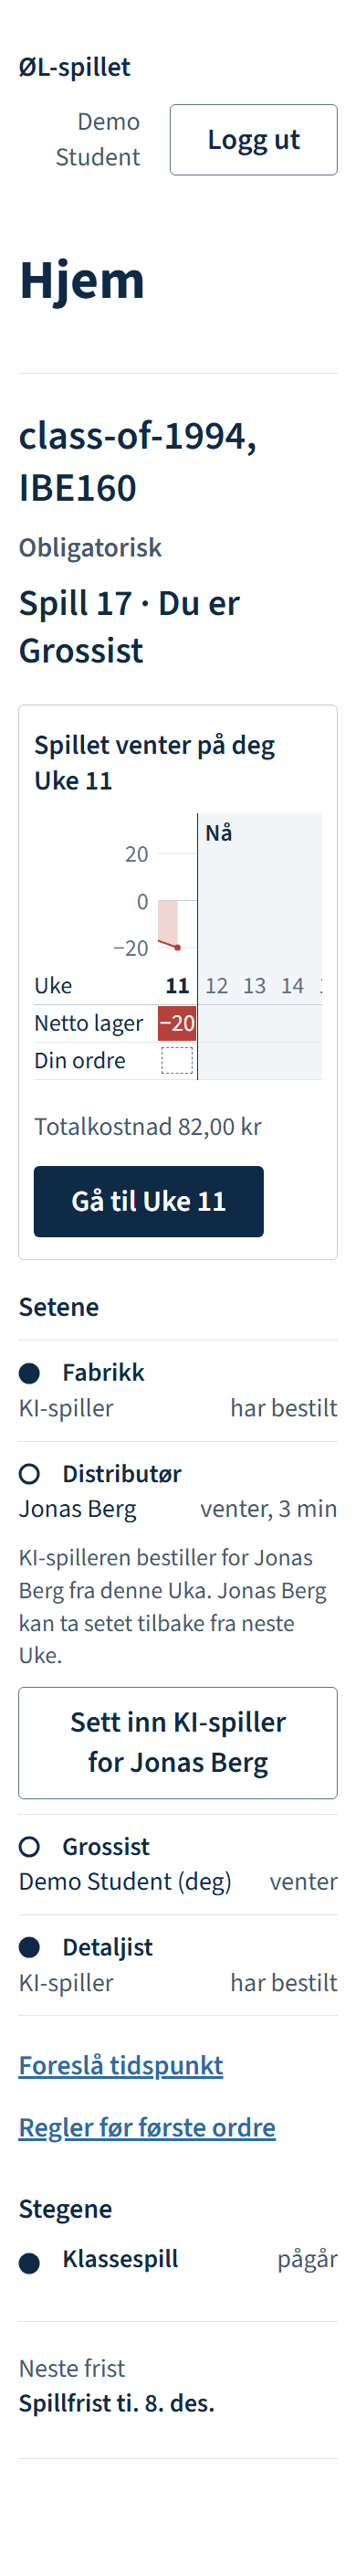 ØL-spillet
Demo
Student
Logg ut
Hjem
class-of-1994,
IBE160
Obligatorisk
Spill 17 · Du er
Grossist
Spillet venter på deg
Uke 11
Nå
20
0
−20
Uke 11 12 13 14
Netto lager −20
Din ordre
Totalkostnad 82,00 kr
Gå til Uke 11
Setene
Fabrikk
KI-spiller har bestilt
Distributør
Jonas Berg venter, 3 min
KI-spilleren bestiller for Jonas
Berg fra denne Uka. Jonas Berg
kan ta setet tilbake fra neste
Uke.
Sett inn KI-spiller
for Jonas Berg
Grossist
Demo Student (deg) venter
Detaljist
KI-spiller har bestilt
Foreslå tidspunkt
Regler før første ordre
Stegene
Klassespill pågår
Neste frist
Spillfrist ti. 8. des.